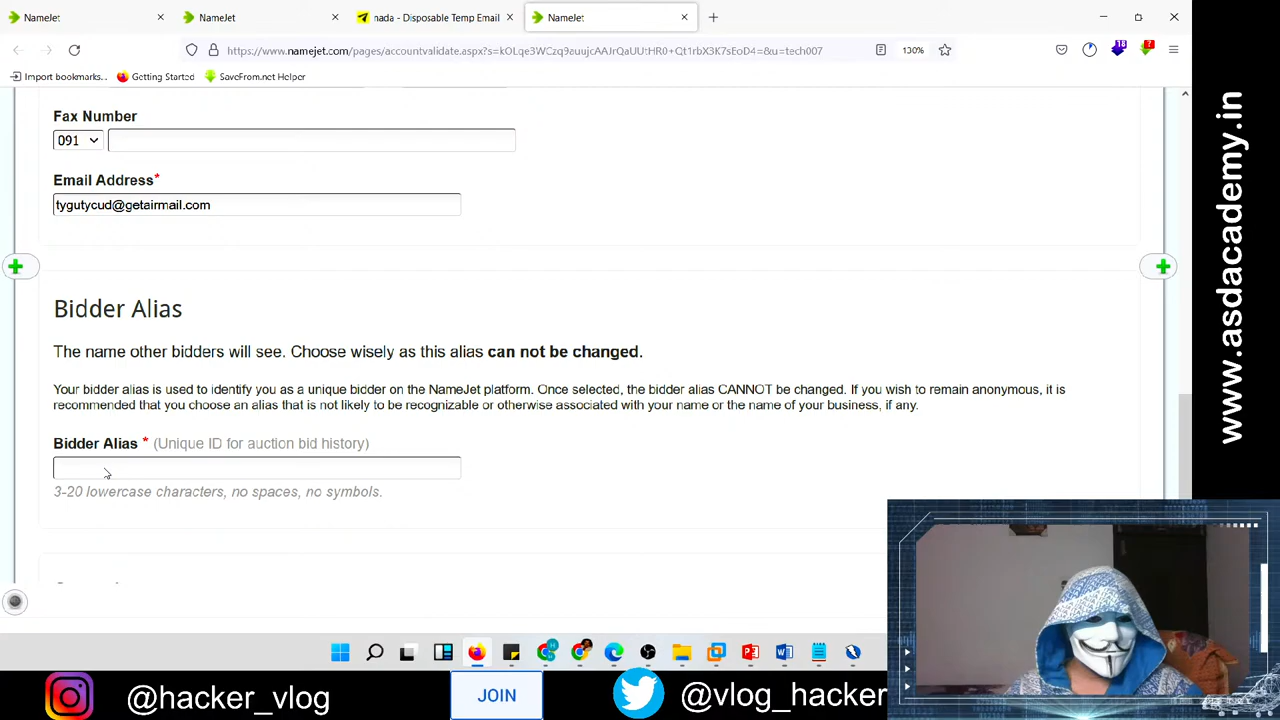 NameJet
NameJet
nada - Disposable Temp Email
NameJet
https://www.namejet.com/pages/accountvalidate.aspx?s=kOLqe3WCzq9zuujcAAJrQaUUtHR0+Qt1rbX3K7sEoD4=&u=tech007
130%
18
?
Import bookmarks...
Getting Started
SaveFrom.net Helper
Fax Number
091
Email Address*
tygutycud@getairmail.com
Bidder Alias
The name other bidders will see. Choose wisely as this alias can not be changed.
Your bidder alias is used to identify you as a unique bidder on the NameJet platform. Once selected, the bidder alias CANNOT be changed. If you wish to remain anonymous, it is
recommended that you choose an alias that is not likely to be recognizable or otherwise associated with your name or the name of your business, if any.
Bidder Alias * (Unique ID for auction bid history)
3-20 lowercase characters, no spaces, no symbols.
www.asdacademy.in
@hacker_vlog
JOIN
@vlog_hacker